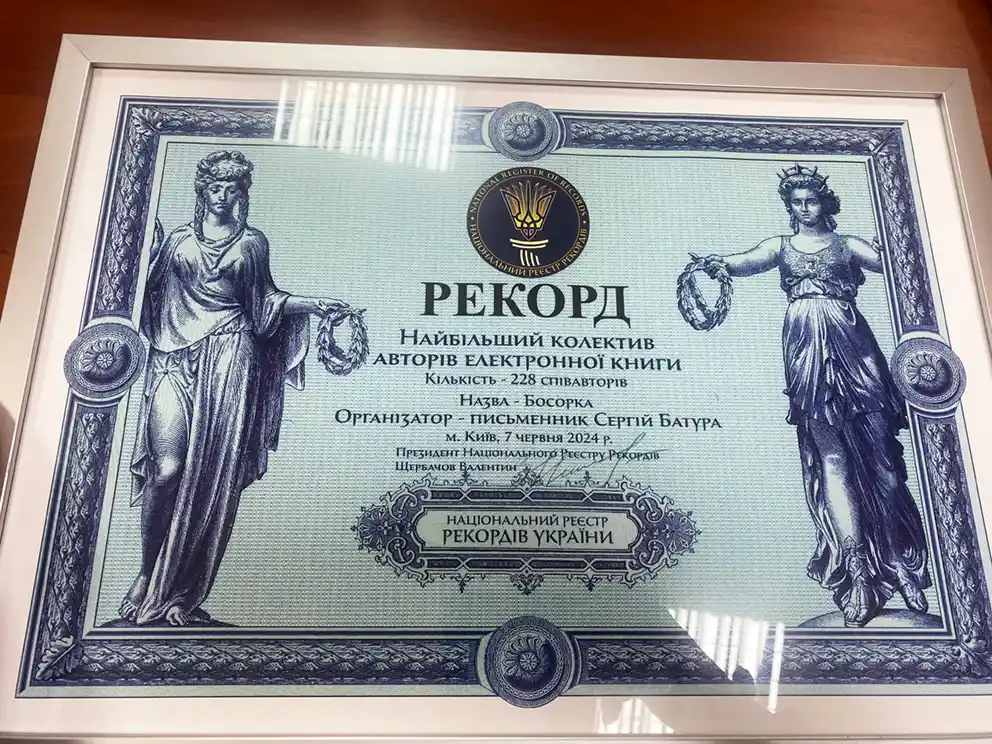 NATIONAL REGISTER OF RECORDS
НАЦІОНАЛЬНИЙ РЕЄСТР РЕКОРДІВ
РЕКОРД
Найбільший колектив
авторів електронної книги
Кількість - 228 співавторів
Назва - Босорка
Організатор - письменник Сергій Батура
м. Київ, 7 червня 2024 р.
Президент Національного Реєстру Рекордів
Щербачов Валентин
НАЦІОНАЛЬНИЙ РЕЄСТР
РЕКОРДІВ УКРАЇНИ